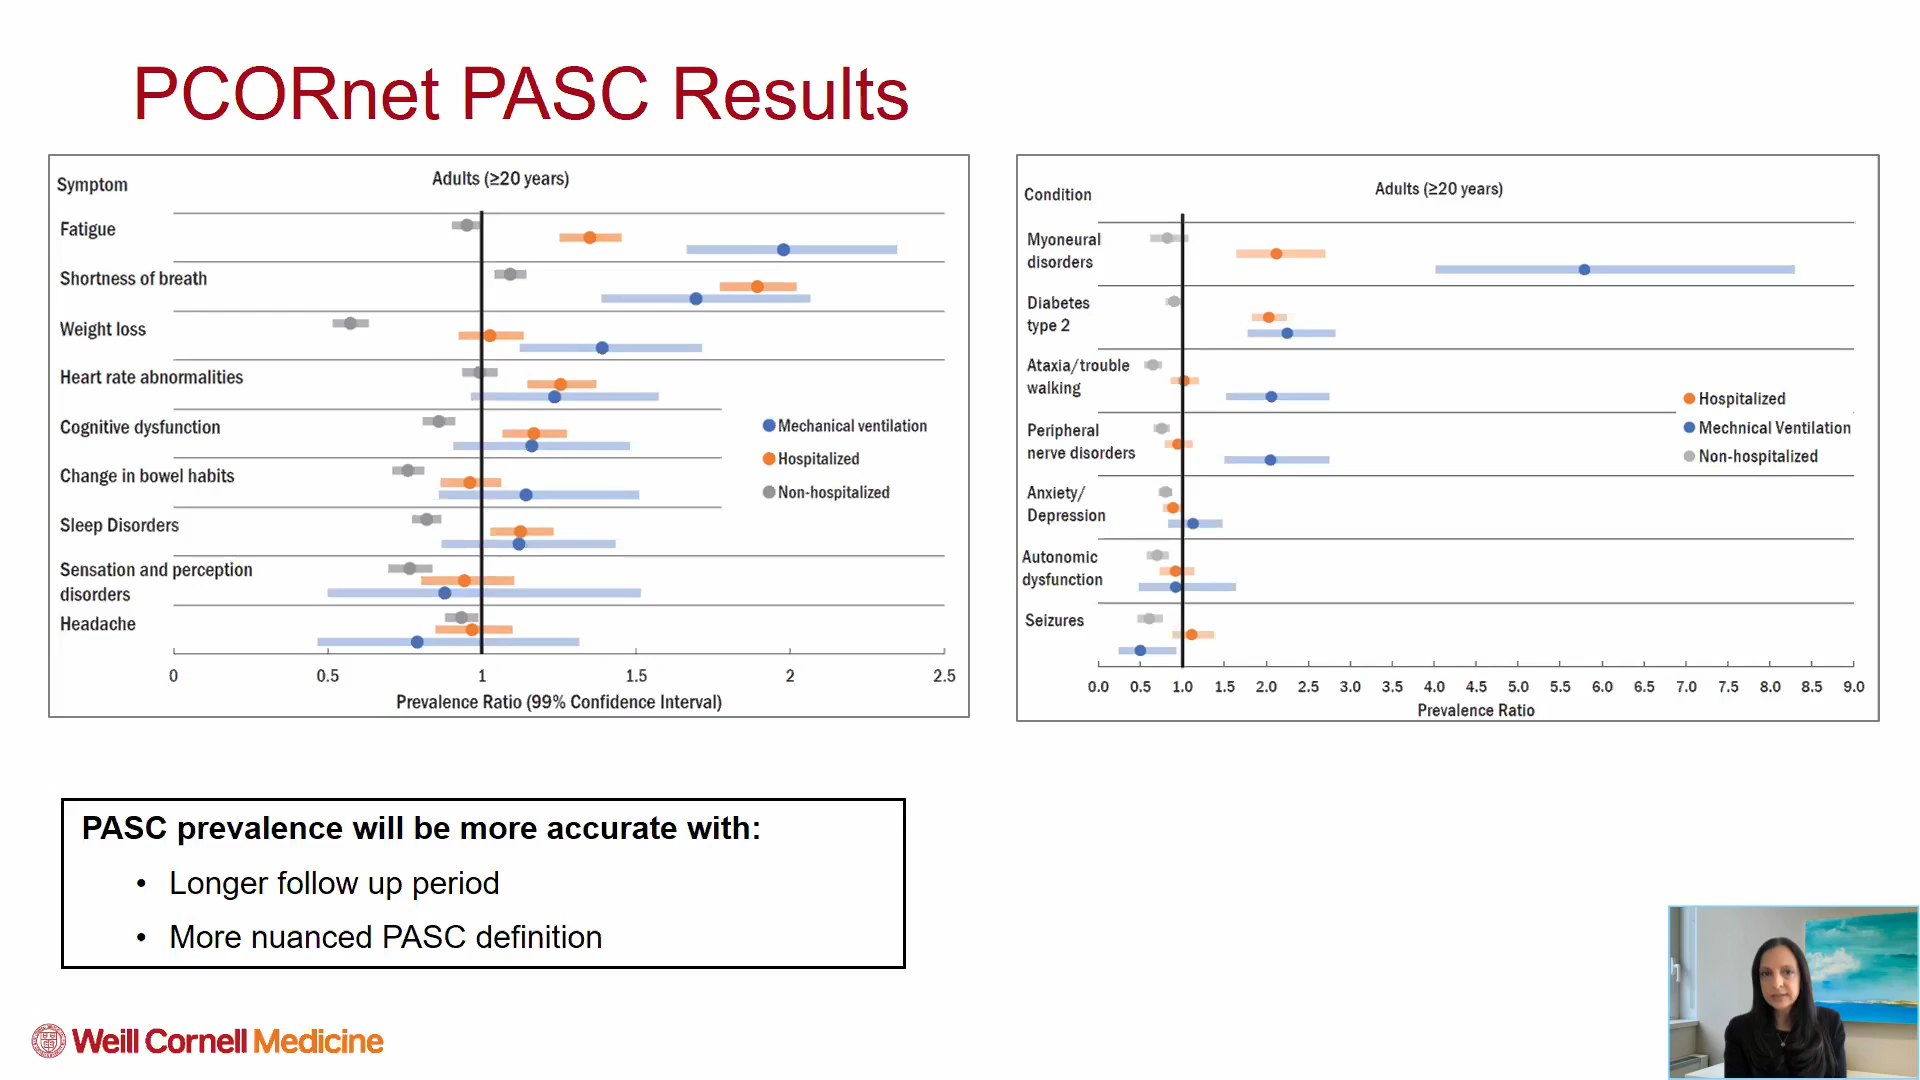 PCORnet PASC Results
Symptom
Adults (≥20 years)
Fatigue
Shortness of breath
Weight loss
Heart rate abnormalities
Cognitive dysfunction
Change in bowel habits
Sleep Disorders
Sensation and perception
disorders
Headache
Mechanical ventilation
Hospitalized
Non-hospitalized
0 0.5 1 1.5 2 2.5
Prevalence Ratio (99% Confidence Interval)
Condition
Adults (≥20 years)
Myoneural
disorders
Diabetes
type 2
Ataxia/trouble
walking
Peripheral
nerve disorders
Anxiety/
Depression
Autonomic
dysfunction
Seizures
Hospitalized
Mechnical Ventilation
Non-hospitalized
0.0 0.5 1.0 1.5 2.0 2.5 3.0 3.5 4.0 4.5 5.0 5.5 6.0 6.5 7.0 7.5 8.0 8.5 9.0
Prevalence Ratio
PASC prevalence will be more accurate with:
• Longer follow up period
• More nuanced PASC definition
Weill Cornell Medicine